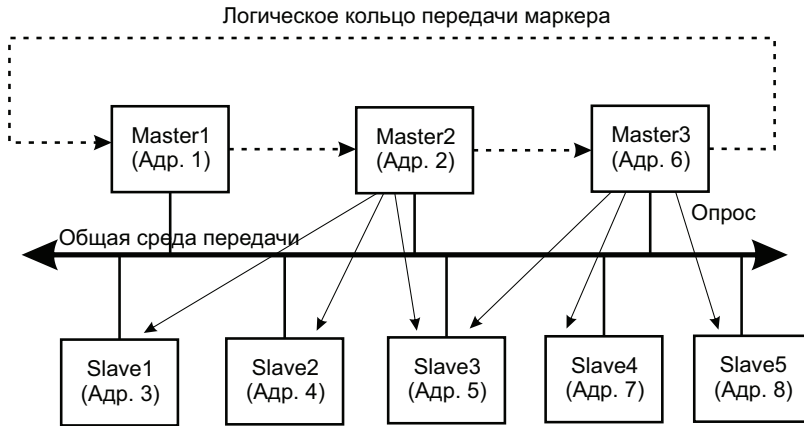 Логическое кольцо передачи маркера
Master1
(Адр. 1)
Master2
(Адр. 2)
Master3
(Адр. 6)
Опрос
Общая среда передачи
Slave1
(Адр. 3)
Slave2
(Адр. 4)
Slave3
(Адр. 5)
Slave4
(Адр. 7)
Slave5
(Адр. 8)